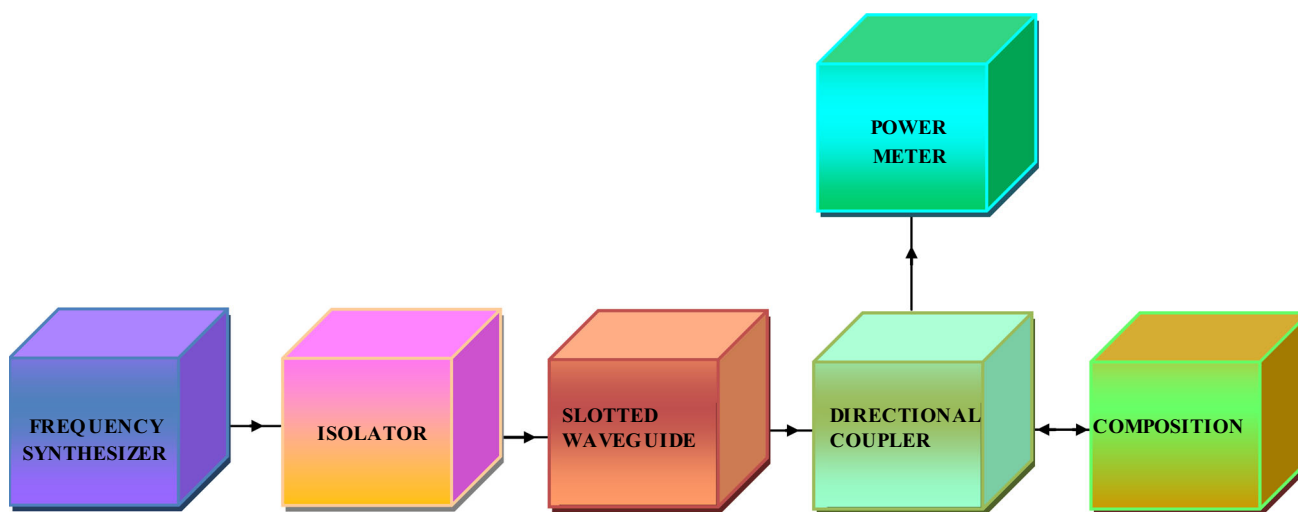 POWER
METER
FREQUENCY
SYNTHESIZER
ISOLATOR
SLOTTED
WAVEGUIDE
DIRECTIONAL
COUPLER
COMPOSITION